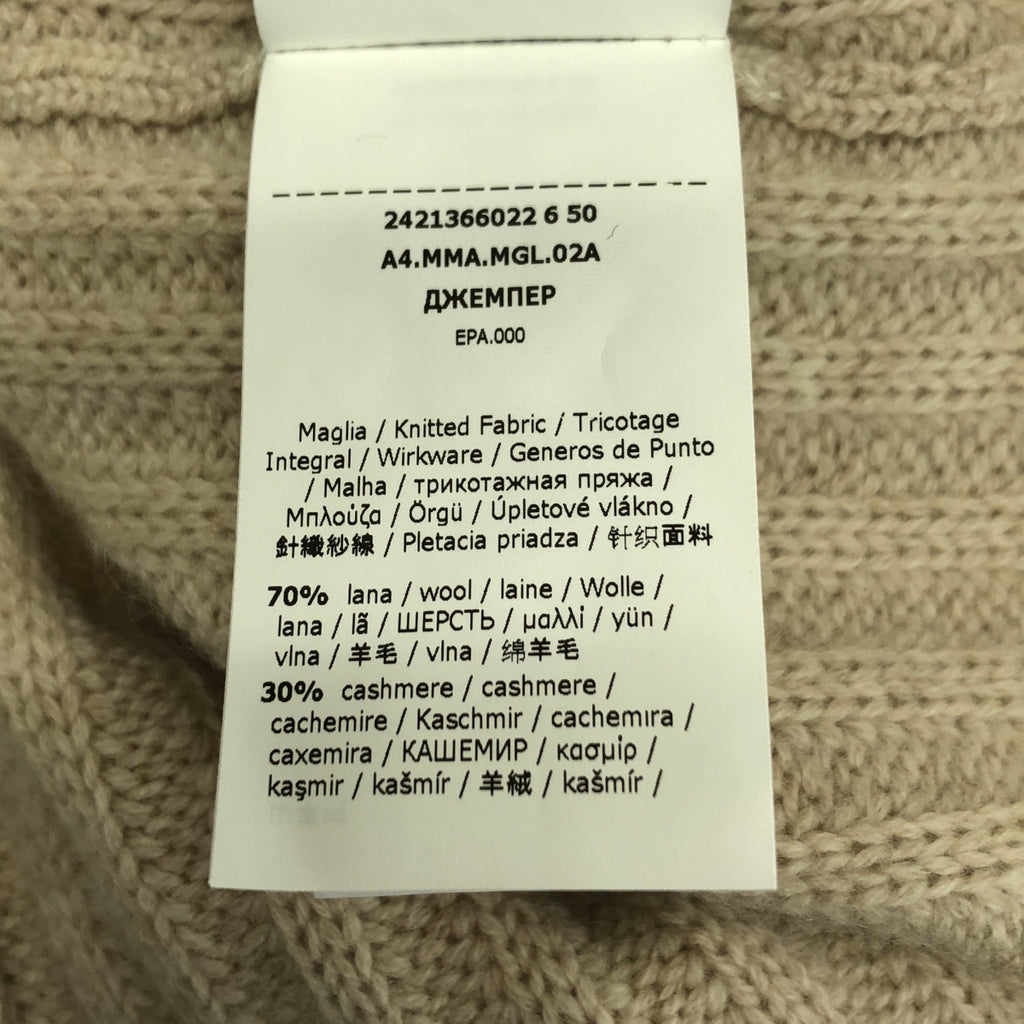 2421366022 6 50
A4.MMA.MGL.02A
ДЖЕМПЕР
EPA.000
Maglia / Knitted Fabric / Tricotage
Integral / Wirkware / Generos de Punto
/ Malha / трикотажная пряжа /
Μπλούζα / Örgü / Úpletové vlákno /
針織紗線 / Pletacia priadza / 针织面料
70% lana / wool / laine / Wolle /
lana / lã / ШЕРСТЬ / μαλλί / yün /
vlna / 羊毛 / vlna / 绵羊毛
30% cashmere / cashmere /
cachemire / Kaschmir / cachemıra /
caxemira / КАШЕМИР / κασμίρ /
kaşmir / kašmír / 羊絨 / kašmír /